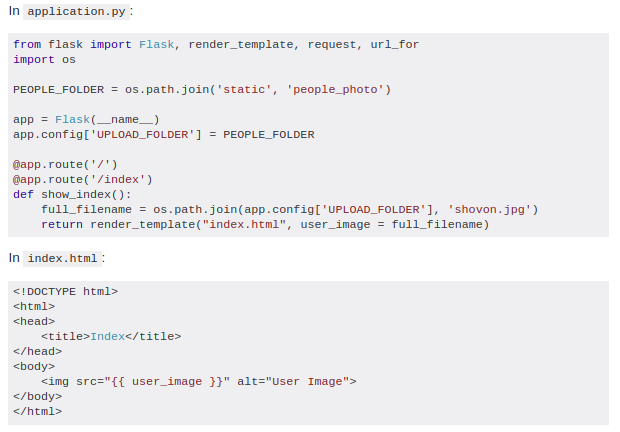 In application.py:
from flask import Flask, render_template, request, url_for
import os
PEOPLE_FOLDER = os.path.join('static', 'people_photo')
app = Flask(__name__)
app.config['UPLOAD_FOLDER'] = PEOPLE_FOLDER
@app.route('/')
@app.route('/index')
def show_index():
    full_filename = os.path.join(app.config['UPLOAD_FOLDER'], 'shovon.jpg')
    return render_template("index.html", user_image = full_filename)
In index.html:
<!DOCTYPE html>
<html>
<head>
    <title>Index</title>
</head>
<body>
    <img src="{{ user_image }}" alt="User Image">
</body>
</html>